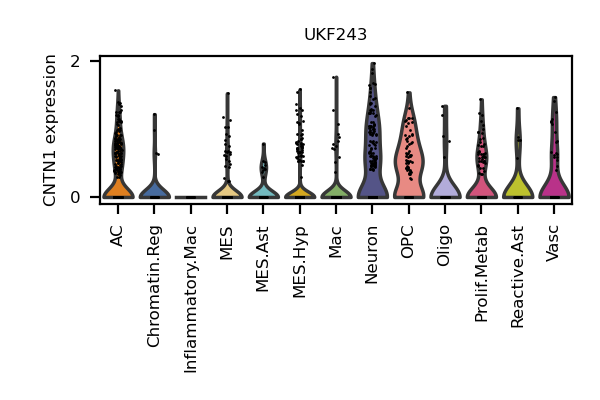 UKF243
CNTN1 expression
2
0
AC
Chromatin.Reg
Inflammatory.Mac
MES
MES.Ast
MES.Hyp
Mac
Neuron
OPC
Oligo
Prolif.Metab
Reactive.Ast
Vasc